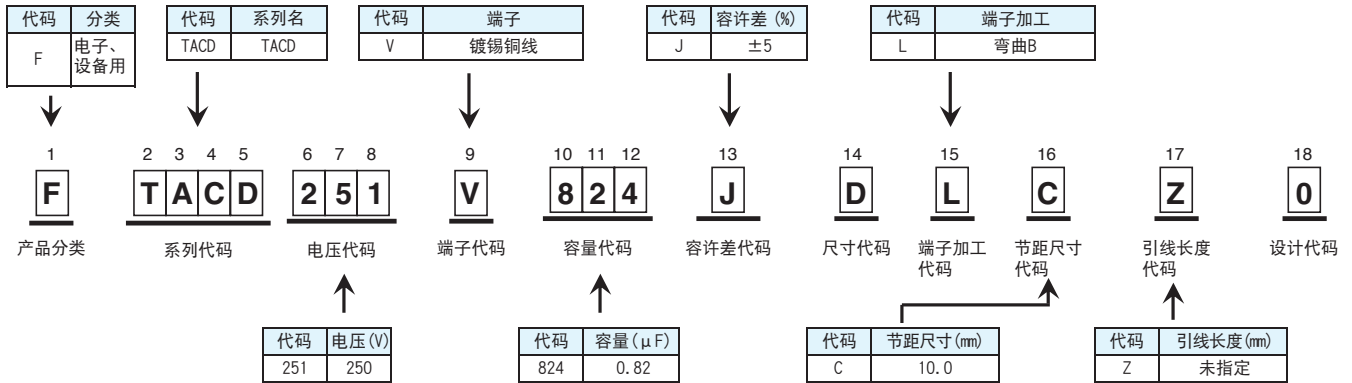 代码 分类 代码 系列名 代码 端子 代码 容许差 (%) 代码 端子加工
F 电子、设备用 TACD TACD V 镀锡铜线 J ±5 L 弯曲B
1 2 3 4 5 6 7 8 9 10 11 12 13 14 15 16 17 18
F T A C D 2 5 1 V 8 2 4 J D L C Z 0
产品分类 系列代码 电压代码 端子代码 容量代码 容许差代码 尺寸代码 端子加工代码 节距尺寸代码 引线长度代码 设计代码
代码 电压(V) 代码 容量(μF) 代码 节距尺寸(㎜) 代码 引线长度(㎜)
251 250 824 0.82 C 10.0 Z 未指定